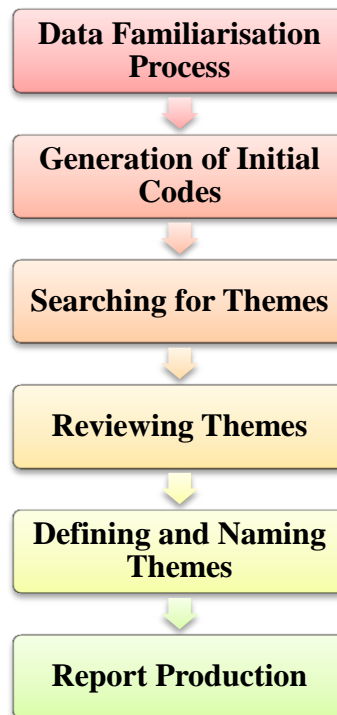 Data Familiarisation
Process
Generation of Initial
Codes
Searching for Themes
Reviewing Themes
Defining and Naming
Themes
Report Production